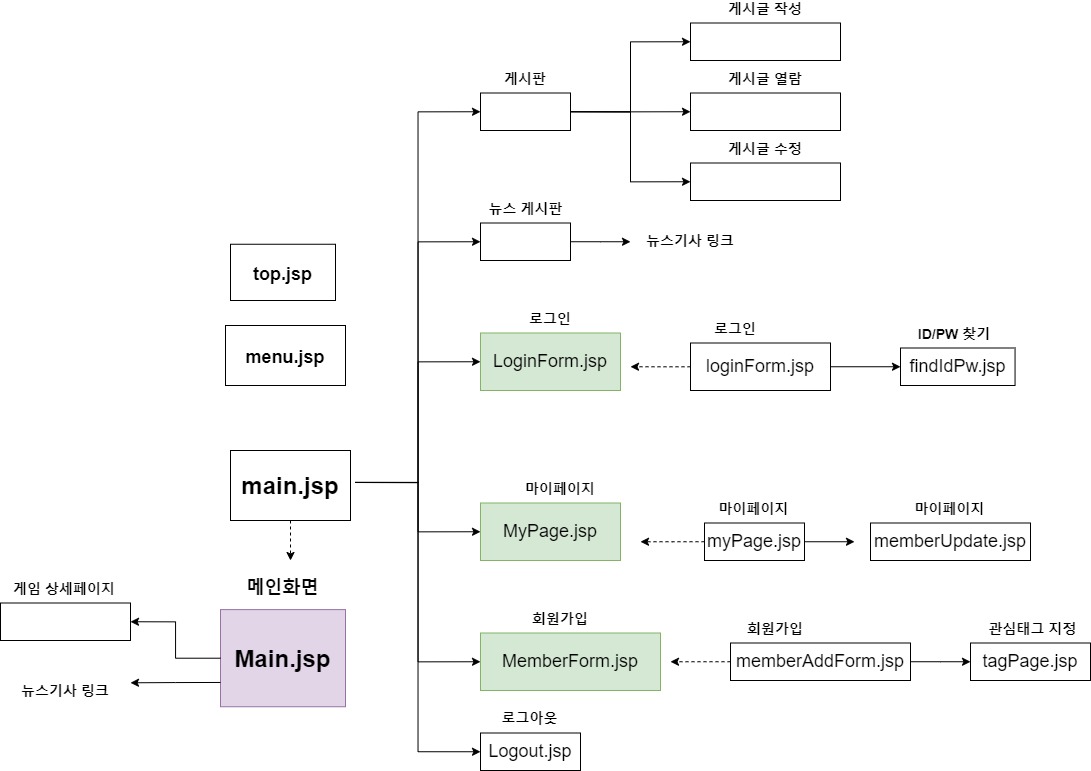 게시글 작성
게시판
게시글 열람
게시글 수정
뉴스 게시판
뉴스기사 링크
top.jsp
menu.jsp
로그인
LoginForm.jsp
로그인
loginForm.jsp
ID/PW 찾기
findIdPw.jsp
main.jsp
마이페이지
MyPage.jsp
마이페이지
myPage.jsp
마이페이지
memberUpdate.jsp
메인화면
Main.jsp
게임 상세페이지
뉴스기사 링크
회원가입
MemberForm.jsp
회원가입
memberAddForm.jsp
관심태그 지정
tagPage.jsp
로그아웃
Logout.jsp